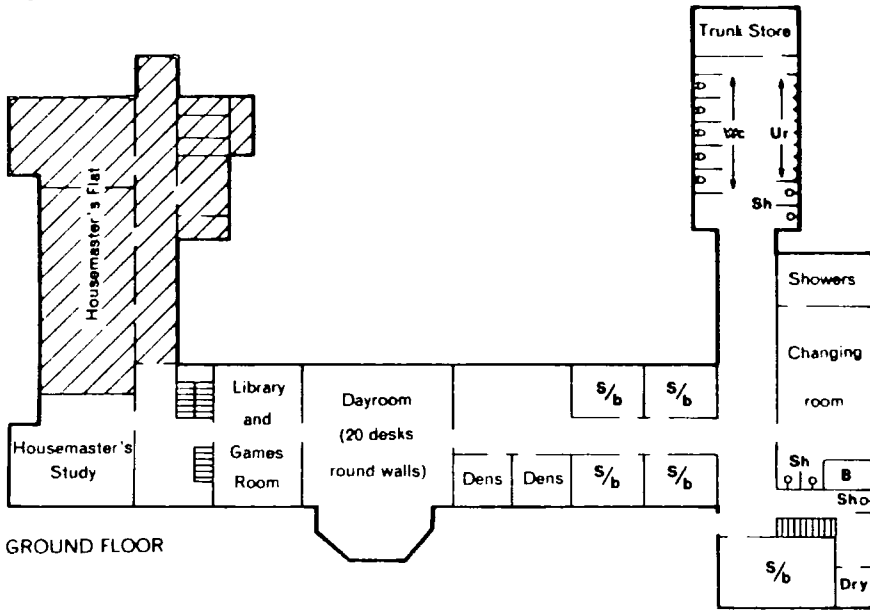 Trunk Store
Wc
Ur
Sh
Housemaster's Flat
Showers
Changing
room
Library
and
Games
Room
Dayroom
(20 desks
round walls)
S/b
S/b
Housemaster's
Study
Dens
Dens
S/b
S/b
Sh
B
Sh
GROUND FLOOR
S/b
Dry